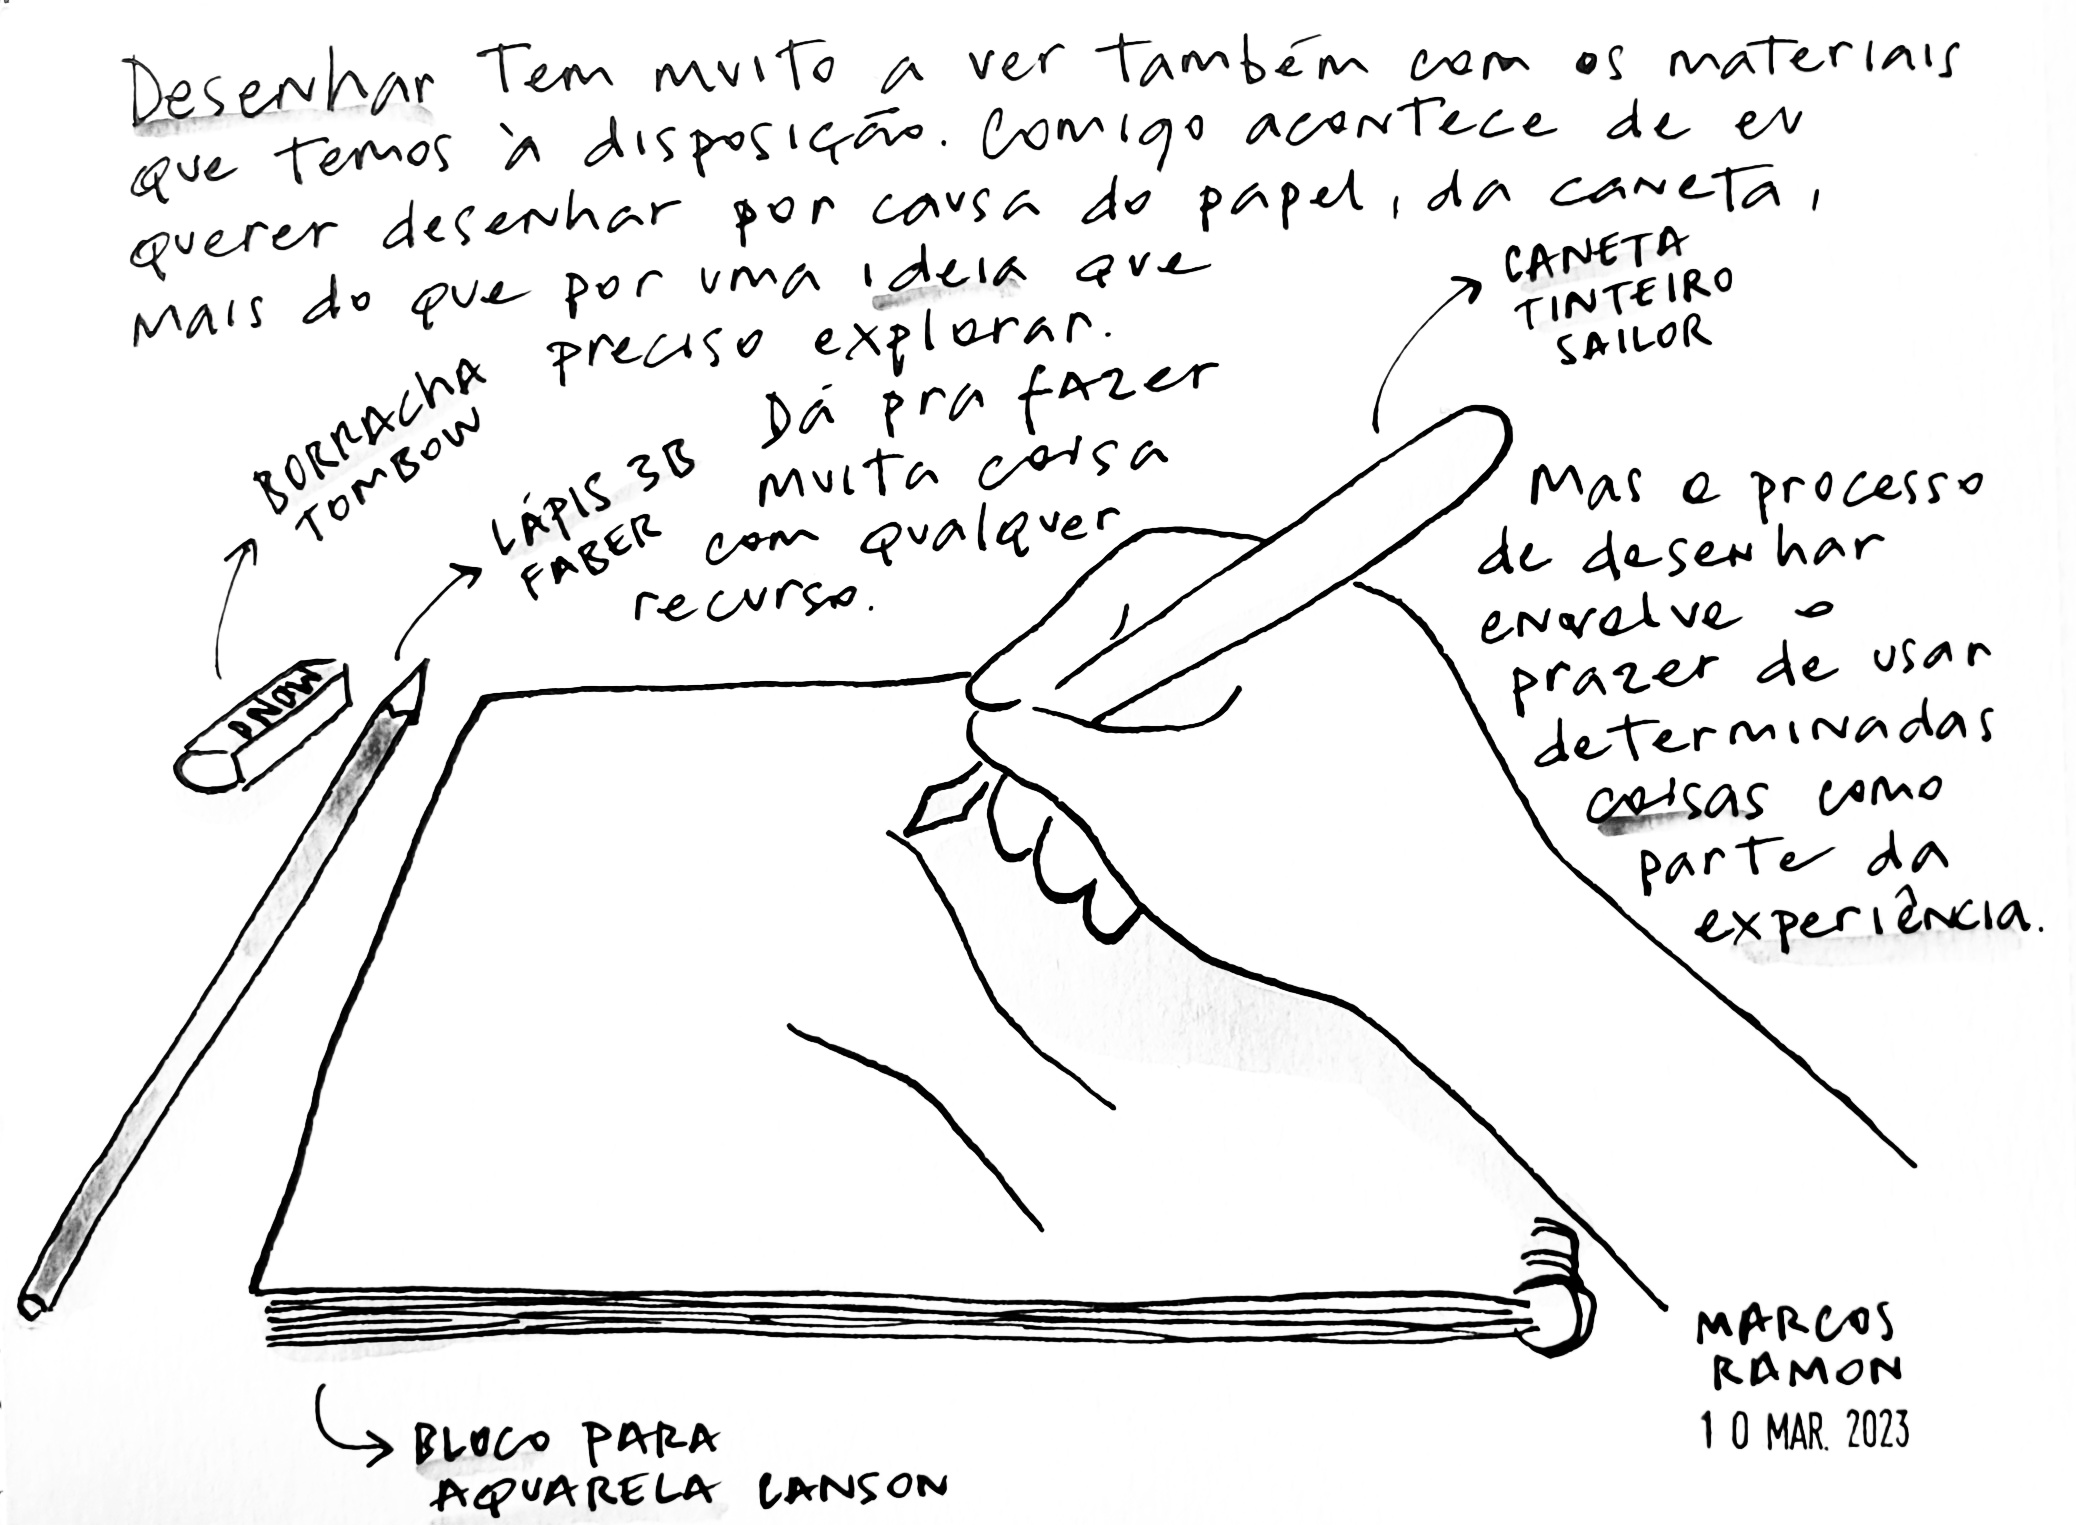 Desenhar tem muito a ver também com os materiais
que temos à disposição. Comigo acontece de eu
querer desenhar por causa do papel, da caneta,
mais do que por uma ideia que
preciso explorar.
Dá pra fazer
muita coisa
com qualquer
recurso.
BORRACHA
TOMBOW
LÁPIS 3B
FABER
CANETA
TINTEIRO
SAILOR
Mas o processo
de desenhar
envolve o
prazer de usar
determinadas
coisas como
parte da
experiência.
MONO
BLOCO PARA
AQUARELA CANSON
MARCOS
RAMON
10 MAR. 2023